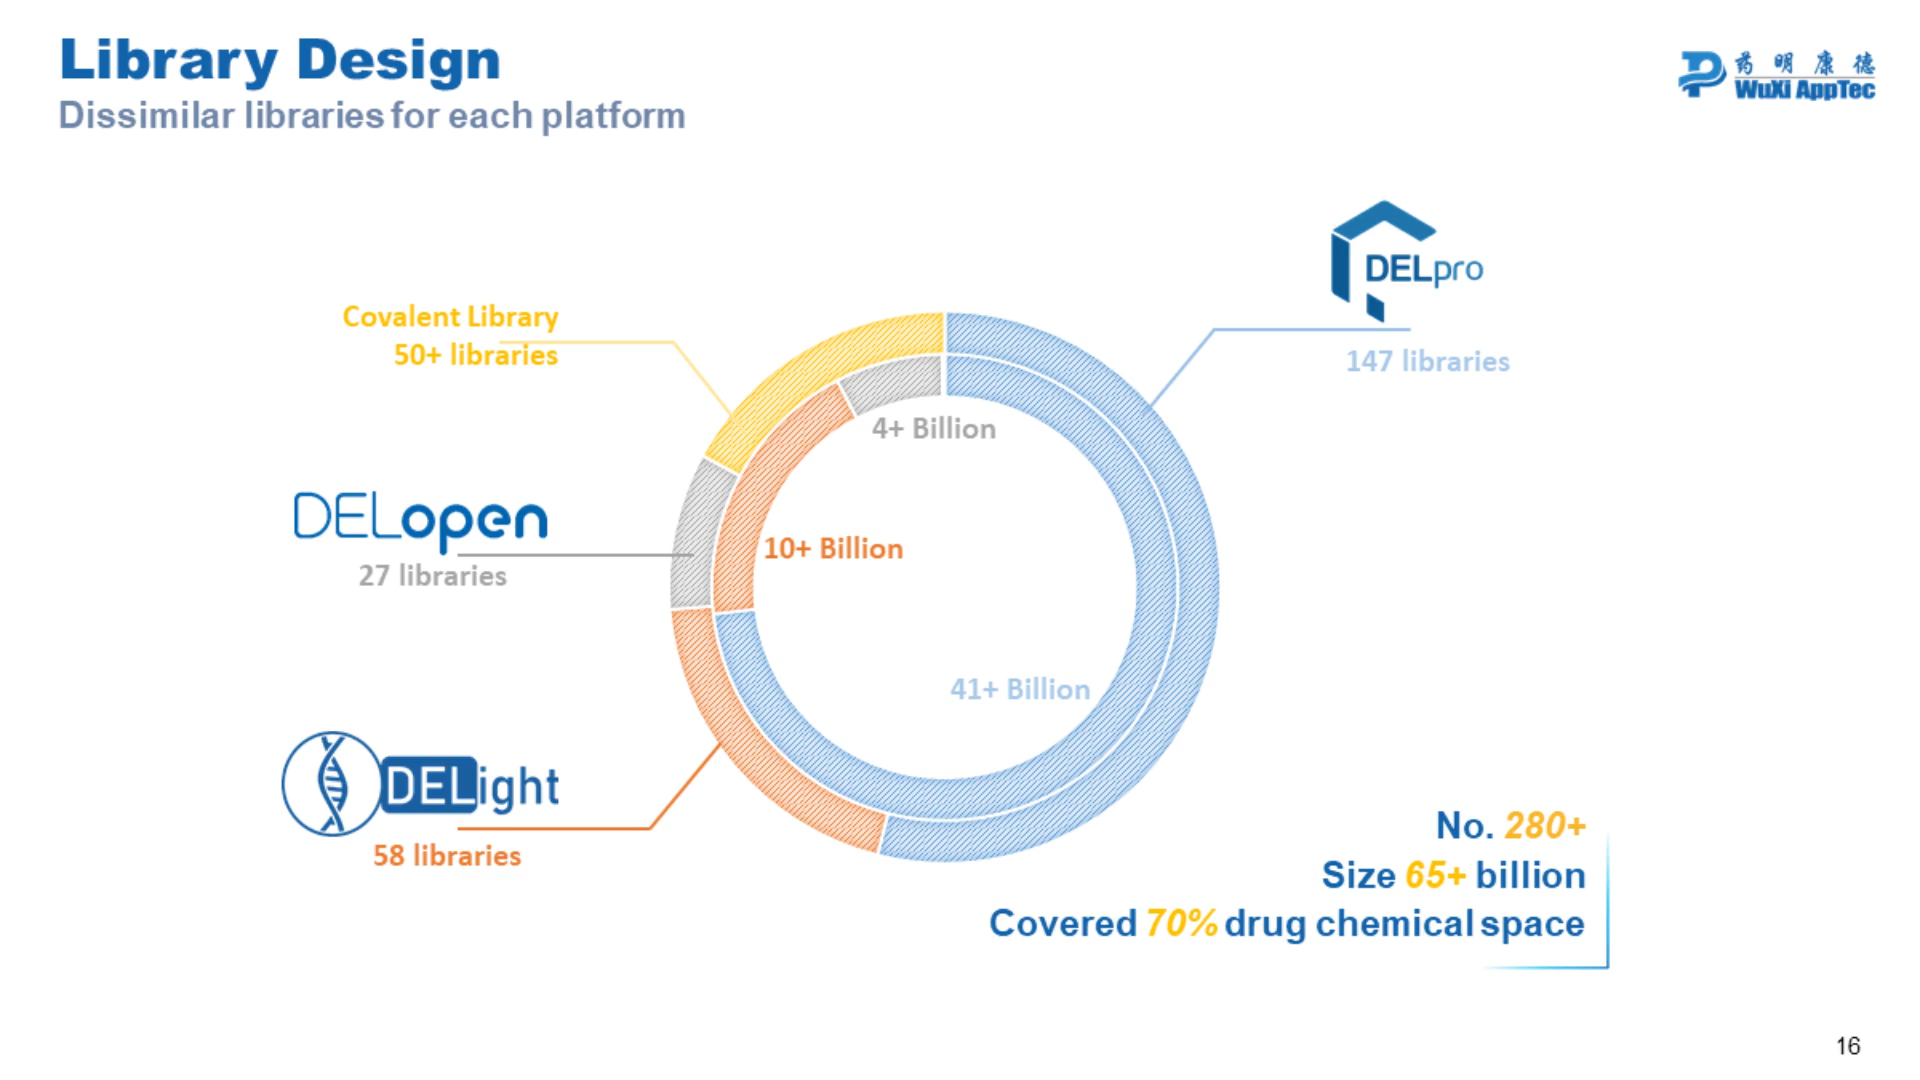 Library Design
Dissimilar libraries for each platform
药明康德
WuXi AppTec
DELpro
147 libraries
Covalent Library
50+ libraries
4+ Billion
DELopen
27 libraries
10+ Billion
41+ Billion
DELight
58 libraries
No. 280+
Size 65+ billion
Covered 70% drug chemical space
16